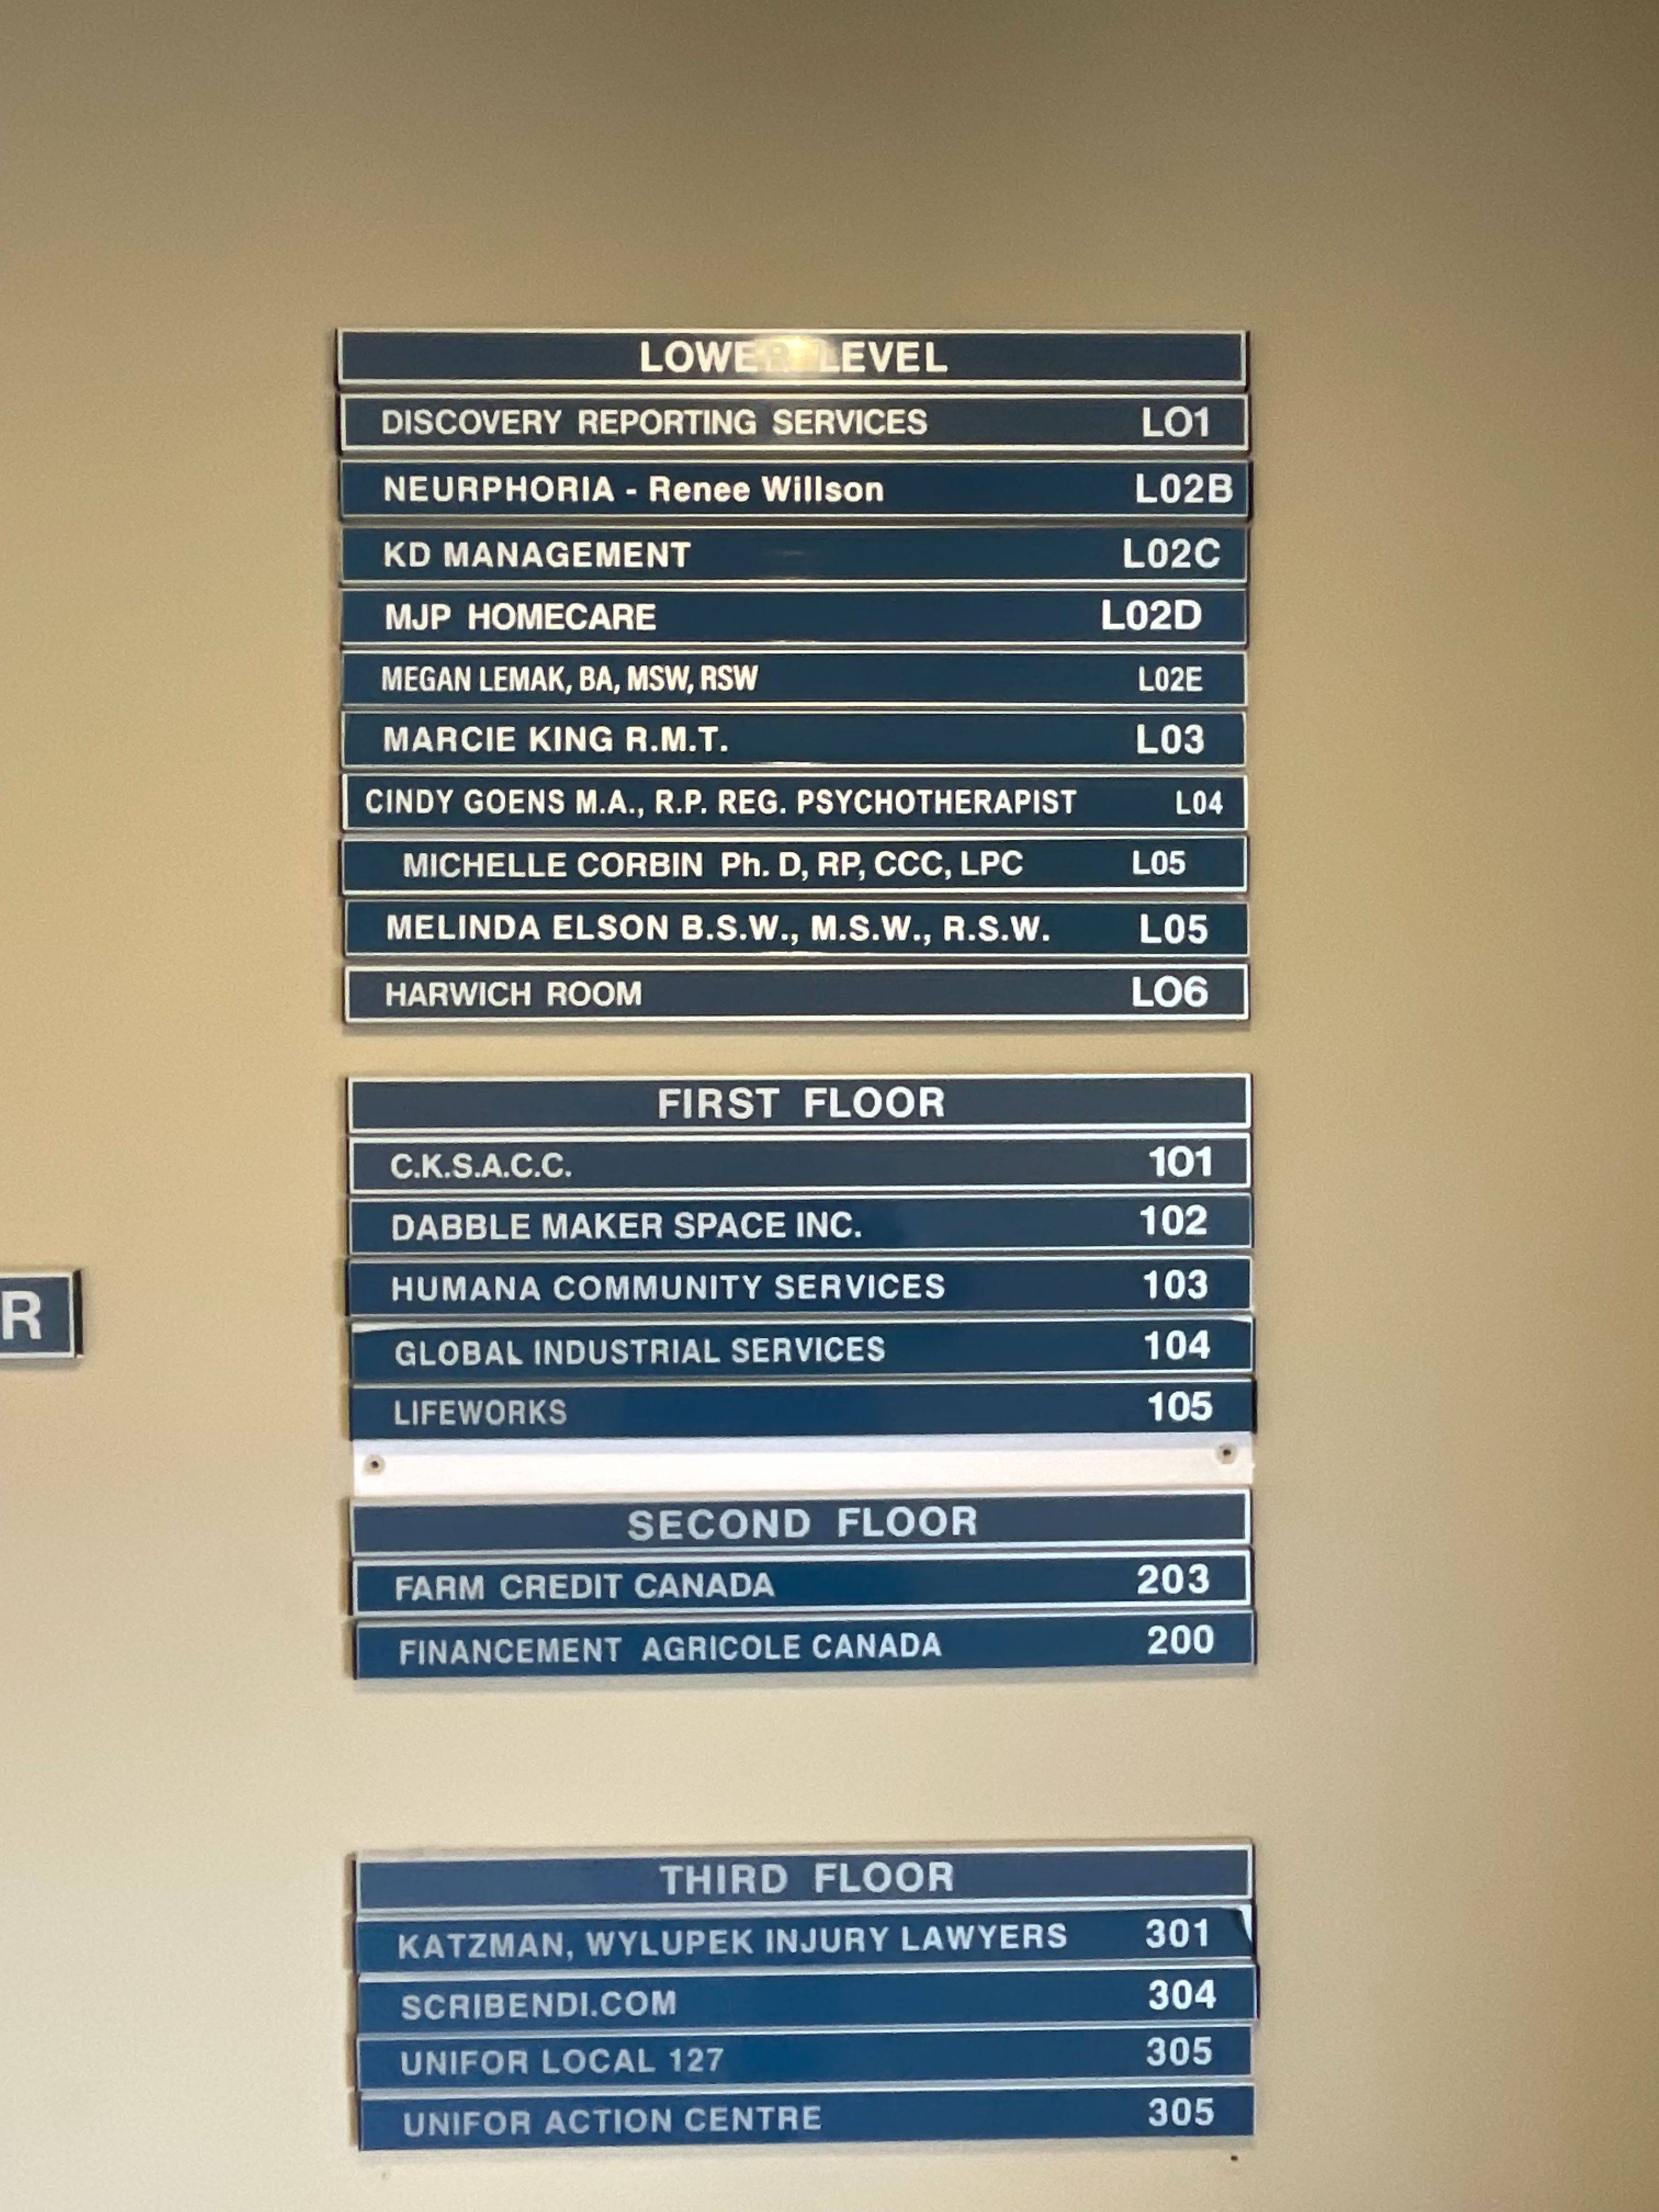 LOWER LEVEL
DISCOVERY REPORTING SERVICES LO1
NEURPHORIA - Renee Willson L02B
KD MANAGEMENT L02C
MJP HOMECARE L02D
MEGAN LEMAK, BA, MSW, RSW L02E
MARCIE KING R.M.T. L03
CINDY GOENS M.A., R.P. REG. PSYCHOTHERAPIST L04
MICHELLE CORBIN Ph. D, RP, CCC, LPC L05
MELINDA ELSON B.S.W., M.S.W., R.S.W. L05
HARWICH ROOM LO6
FIRST FLOOR
C.K.S.A.C.C. 101
DABBLE MAKER SPACE INC. 102
HUMANA COMMUNITY SERVICES 103
R
GLOBAL INDUSTRIAL SERVICES 104
LIFEWORKS 105
SECOND FLOOR
FARM CREDIT CANADA 203
FINANCEMENT AGRICOLE CANADA 200
THIRD FLOOR
KATZMAN, WYLUPEK INJURY LAWYERS 301
SCRIBENDI.COM 304
UNIFOR LOCAL 127 305
UNIFOR ACTION CENTRE 305